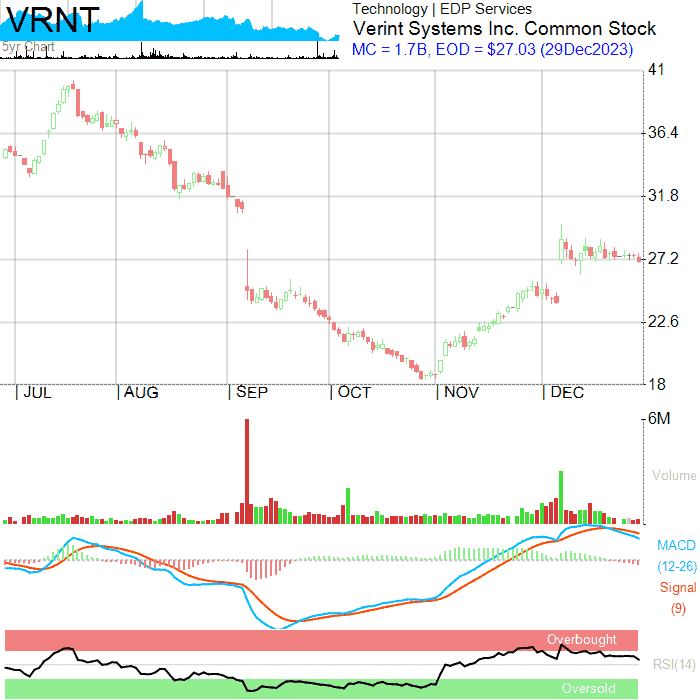 VRNT
5yr Chart
Technology | EDP Services
Verint Systems Inc. Common Stock
MC = 1.7B, EOD = $27.03 (29Dec2023)
41
36.4
31.8
27.2
22.6
18
JUL
AUG
SEP
OCT
NOV
DEC
6M
Volume
MACD
(12-26)
Signal
(9)
Overbought
RSI(14)
Oversold